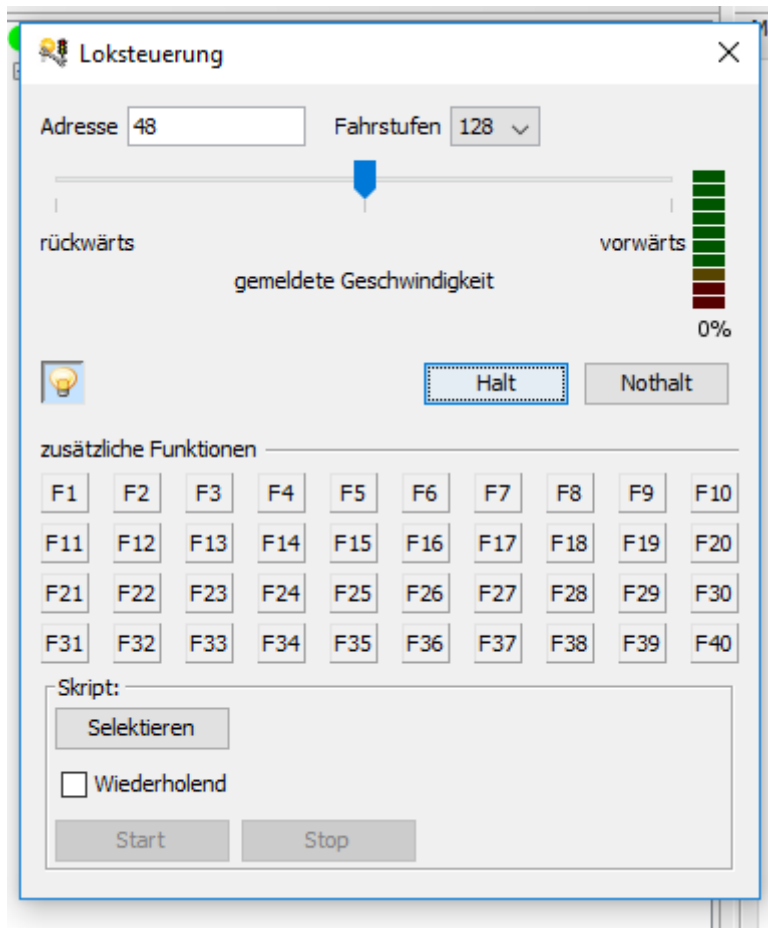 Loksteuerung
Adresse 48 Fahrstufen 128
rückwärts vorwärts
gemeldete Geschwindigkeit
0%
Halt Nothalt
zusätzliche Funktionen
F1 F2 F3 F4 F5 F6 F7 F8 F9 F10
F11 F12 F13 F14 F15 F16 F17 F18 F19 F20
F21 F22 F23 F24 F25 F26 F27 F28 F29 F30
F31 F32 F33 F34 F35 F36 F37 F38 F39 F40
Skript:
Selektieren
Wiederholend
Start Stop